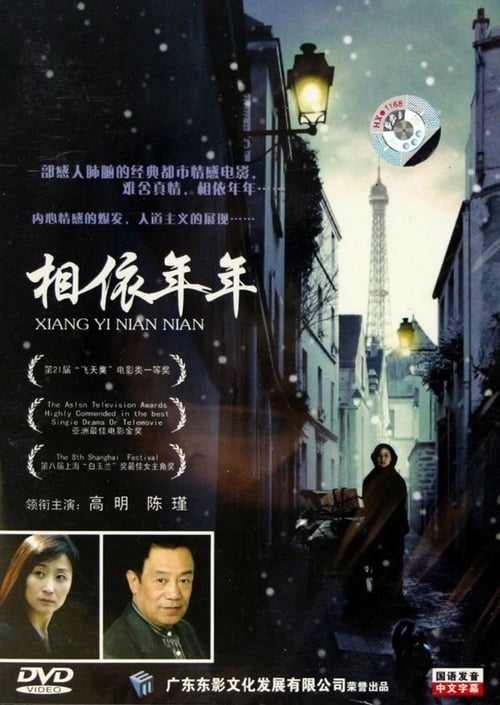 HX●1168
一部感人肺腑的经典都市情感电影，
难舍真情，相依年年……
内心情感的爆发、人道主义的展现……
相依年年
XIANG YI NIAN NIAN
第21届“飞天奖”电影类一等奖
The Aslsn Television Awards
Highly Commended in the best
Single Drama Or Telemovie
亚洲最佳电影金奖
The 8th Shanghai Festival
第八届上海“白玉兰”奖最佳女主角奖
领衔主演：高明 陈瑾
DVD
VIDEO
广东东影文化发展有限公司荣誉出品
国语发音
中文字幕